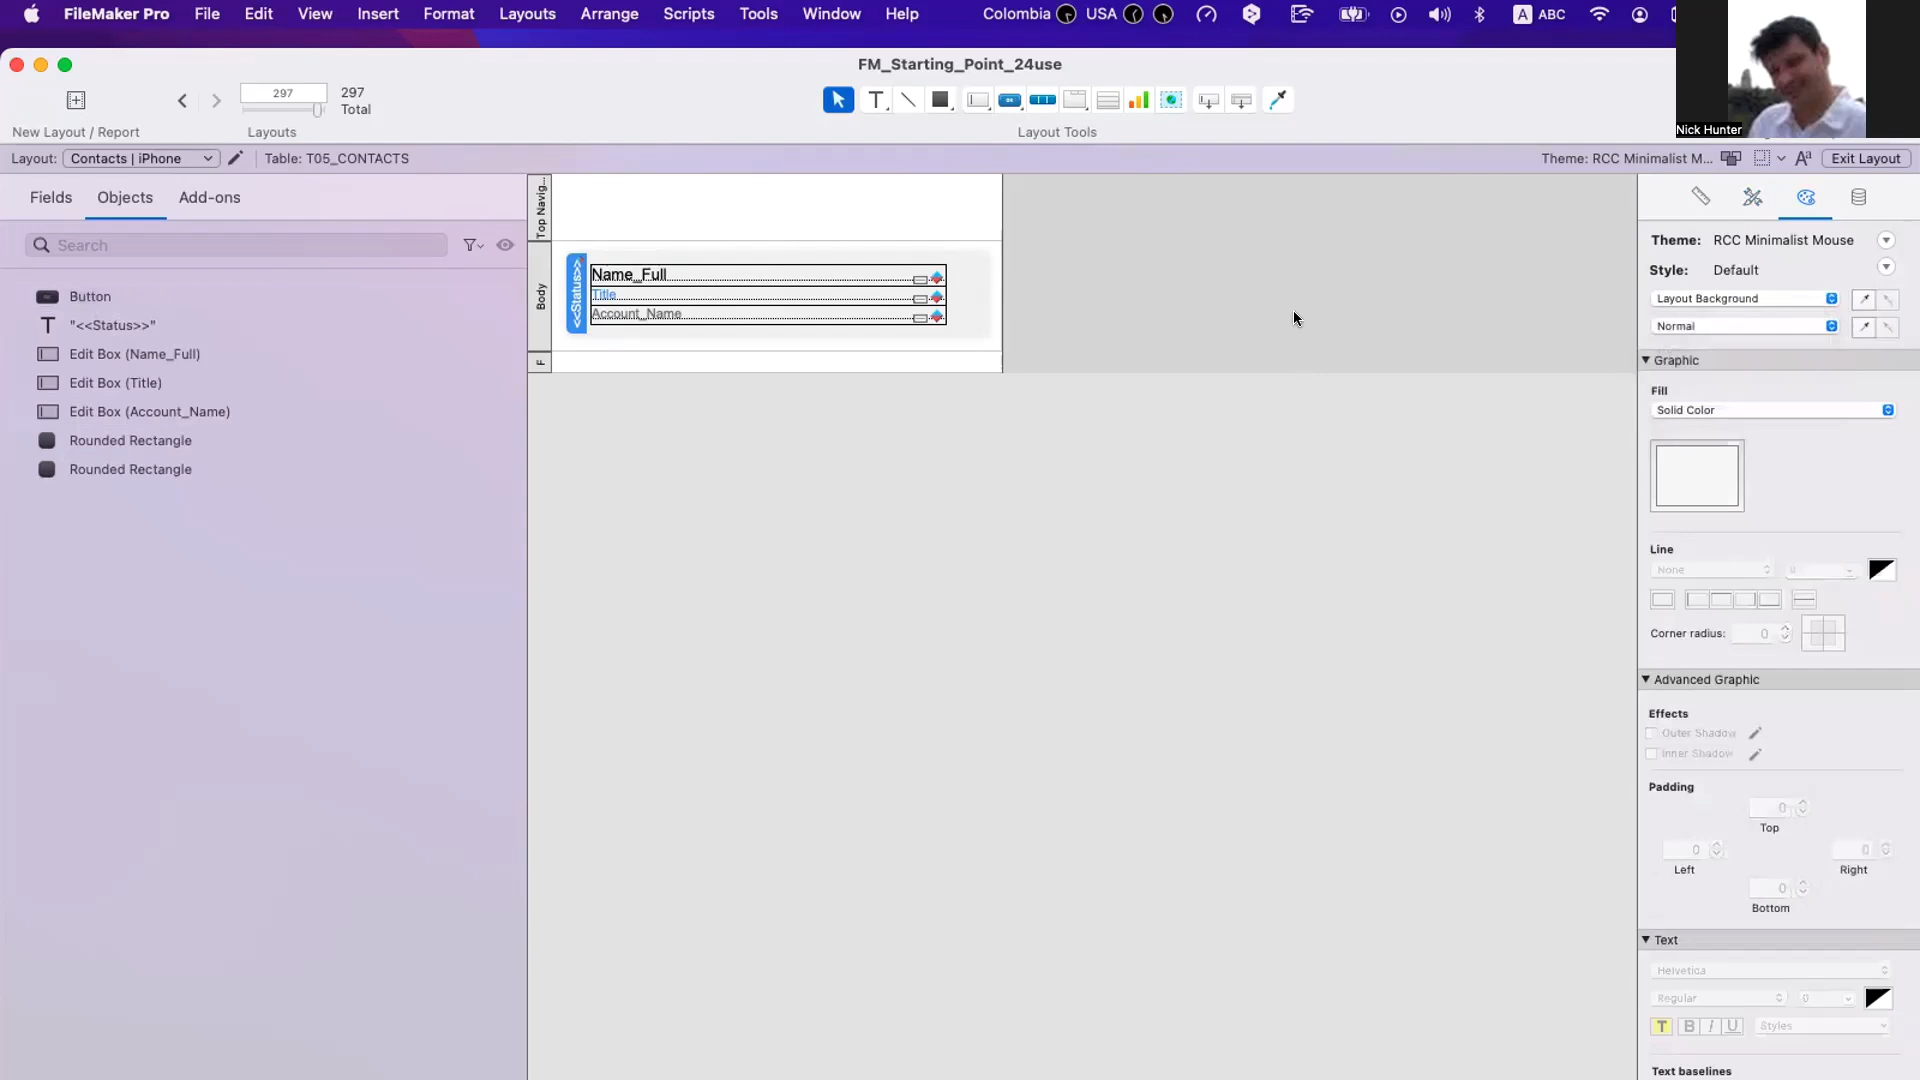 FileMaker Pro File Edit View Insert Format Layouts Arrange Scripts Tools Window Help Colombia USA A ABC
FM_Starting_Point_24use
297
297
Total
New Layout / Report
Layouts
Layout Tools
Nick Hunter
Layout: Contacts | iPhone Table: T05_CONTACTS Theme: RCC Minimalist M... Exit Layout
Fields Objects Add-ons
Search
Button
"<<Status>>"
Edit Box (Name_Full)
Edit Box (Title)
Edit Box (Account_Name)
Rounded Rectangle
Rounded Rectangle
Top Navig...
Body
F
<<Status>>
Name_Full
Title
Account_Name
Theme: RCC Minimalist Mouse
Style: Default
Layout Background
Normal
Graphic
Fill
Solid Color
Line
None
Corner radius: 0
Advanced Graphic
Effects
Outer Shadow
Inner Shadow
Padding
0
Top
0
Left
0
Right
0
Bottom
Text
Helvetica
Regular 0
T B I U Styles
Text baselines